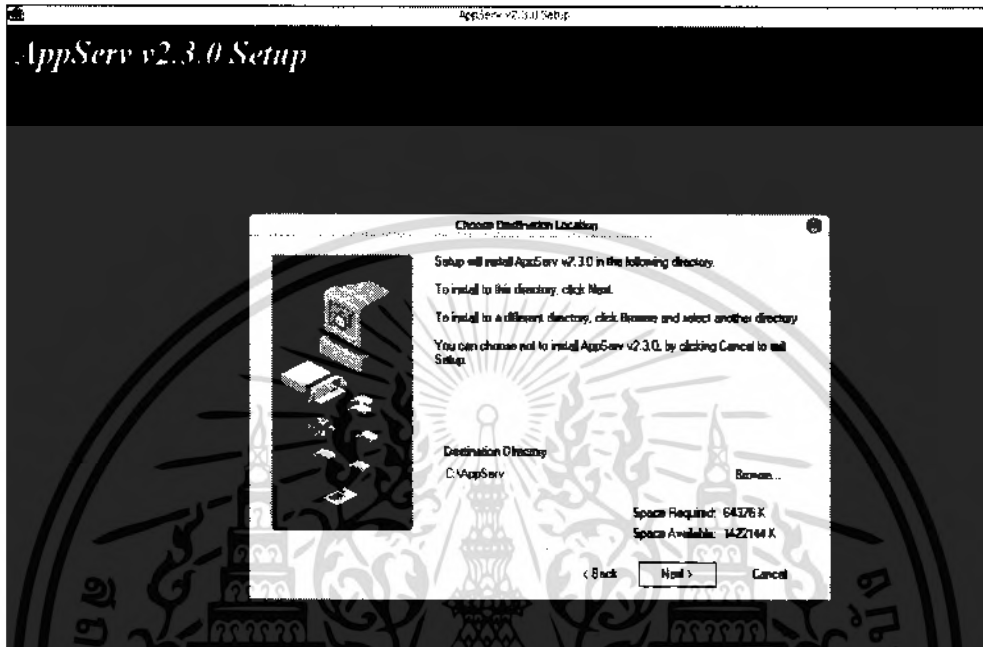 AppServ v2.3.0 Setup
AppServ v2.3.0 Setup
Choose Destination Location
Setup will install AppServ v2.3.0 in the following directory.
To install to this directory, click Next.
To install to a different directory, click Browse and select another directory
You can choose not to install AppServ v2.3.0, by clicking Cancel to exit
Setup.
Destination Directory
C:\AppServ
Browse...
Space Required: 64376 K
Space Available: 1422144 K
< Back
Next >
Cancel